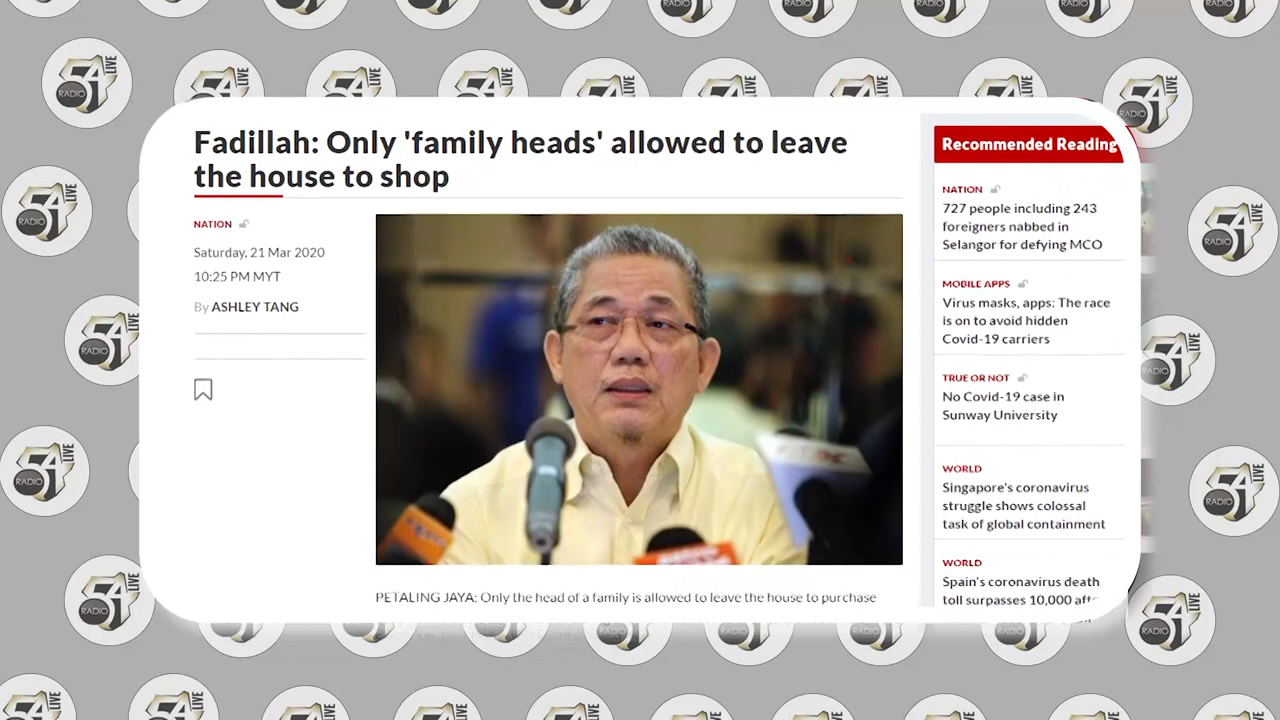 Fadillah: Only 'family heads' allowed to leave
the house to shop
NATION
Saturday, 21 Mar 2020
10:25 PM MYT
By ASHLEY TANG
PETALING JAYA: Only the head of a family is allowed to leave the house to purchase
Recommended Reading
NATION
727 people including 243
foreigners nabbed in
Selangor for defying MCO
MOBILE APPS
Virus masks, apps: The race
is on to avoid hidden
Covid-19 carriers
TRUE OR NOT
No Covid-19 case in
Sunway University
WORLD
Singapore's coronavirus
struggle shows colossal
task of global containment
WORLD
Spain's coronavirus death
toll surpasses 10,000
RADIO 54 LIVE